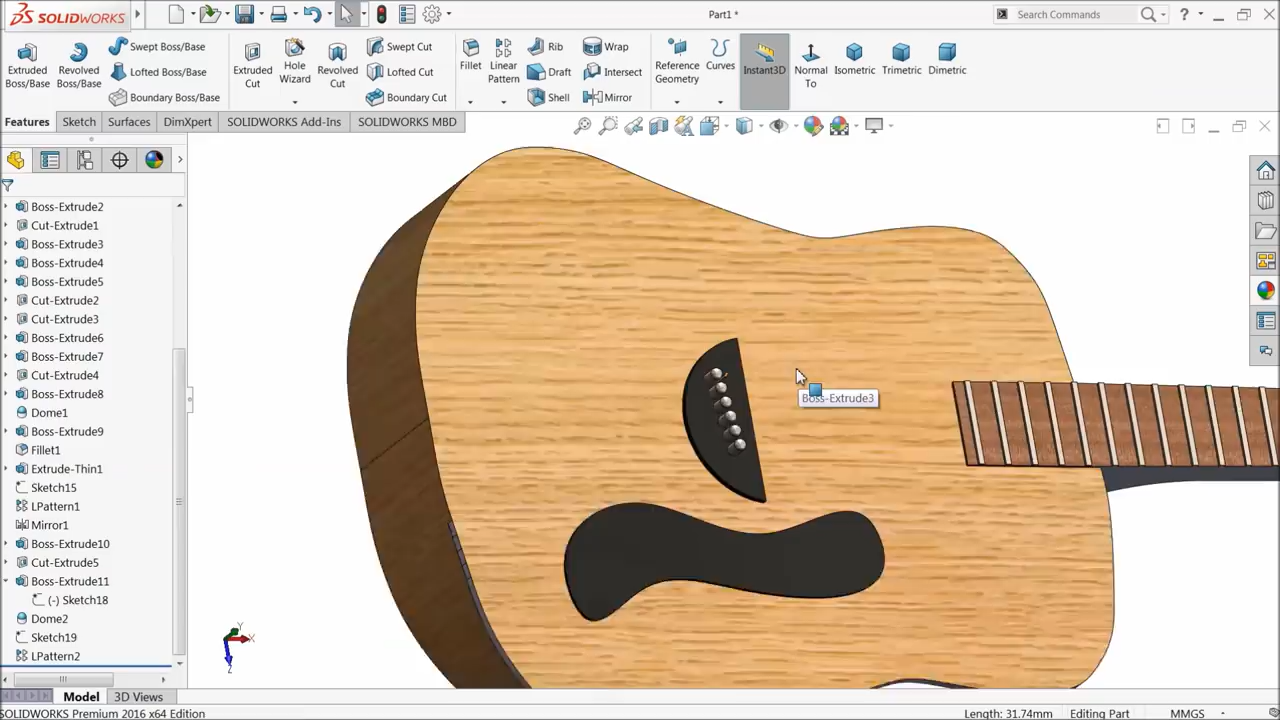 SOLIDWORKS
Part1 *
Search Commands
?
Extruded Boss/Base
Revolved Boss/Base
Swept Boss/Base
Lofted Boss/Base
Boundary Boss/Base
Extruded Cut
Hole Wizard
Revolved Cut
Swept Cut
Lofted Cut
Boundary Cut
Fillet
Linear Pattern
Rib
Draft
Shell
Wrap
Intersect
Mirror
Reference Geometry
Curves
Instant3D
Normal To
Isometric
Trimetric
Dimetric
Features
Sketch
Surfaces
DimXpert
SOLIDWORKS Add-Ins
SOLIDWORKS MBD
Boss-Extrude2
Cut-Extrude1
Boss-Extrude3
Boss-Extrude4
Boss-Extrude5
Cut-Extrude2
Cut-Extrude3
Boss-Extrude6
Boss-Extrude7
Cut-Extrude4
Boss-Extrude8
Dome1
Boss-Extrude9
Fillet1
Extrude-Thin1
Sketch15
LPattern1
Mirror1
Boss-Extrude10
Cut-Extrude5
Boss-Extrude11
(-) Sketch18
Dome2
Sketch19
LPattern2
Boss-Extrude3
Y
X
Z
Model
3D Views
SOLIDWORKS Premium 2016 x64 Edition
Length: 31.74mm
Editing Part
MMGS